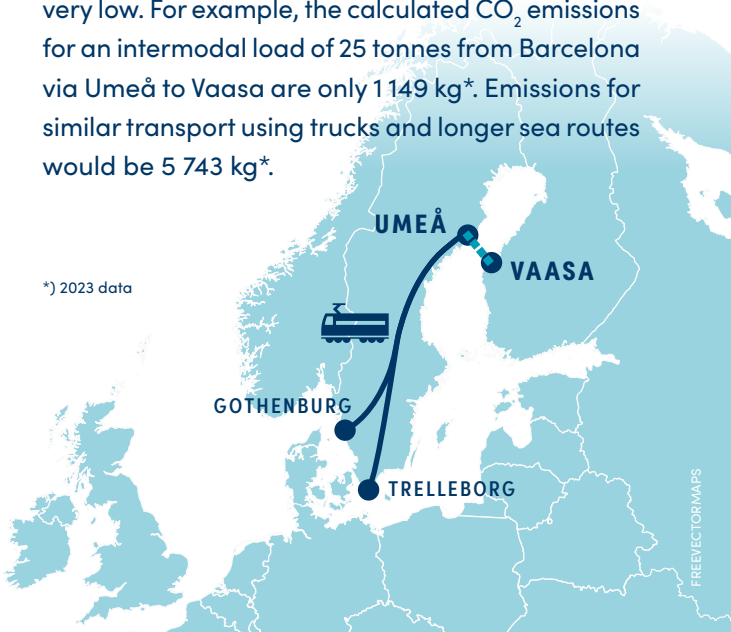 very low. For example, the calculated CO₂ emissions
for an intermodal load of 25 tonnes from Barcelona
via Umeå to Vaasa are only 1 149 kg*. Emissions for
similar transport using trucks and longer sea routes
would be 5 743 kg*.
UMEÅ
VAASA
*) 2023 data
GOTHENBURG
TRELLEBORG
FREEVECTORMAPS